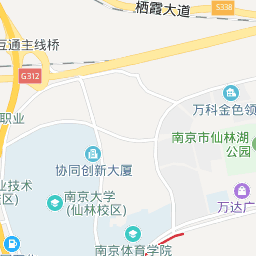 栖霞大道
S338
互通主线桥
G312
万科金色领
职业
南京市仙林湖
公园
协同创新大厦
业技术
校区)
南京大学
(仙林校区)
万达广
南京体育学院